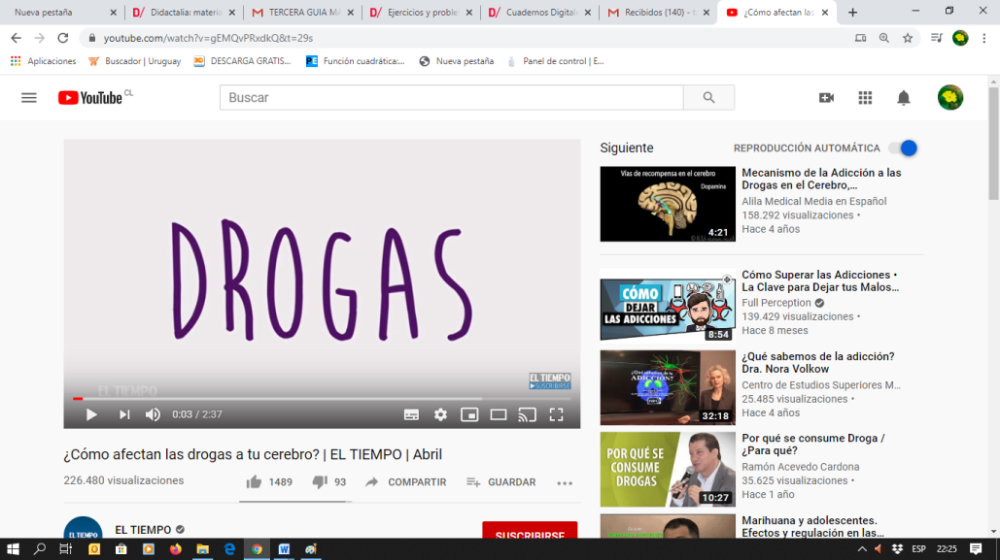 Nueva pestaña
Didactalia: materia
TERCERA GUIA MA
Ejercicios y proble
Cuadernos Digitale
Recibidos (140) - t
¿Cómo afectan las
youtube.com/watch?v=gEMQvPRxdkQ&t=29s
Aplicaciones
Buscador | Uruguay
DESCARGA GRATIS...
Función cuadrática:...
Nueva pestaña
Panel de control | E...
YouTube CL
Buscar
DROGAS
EL TIEMPO
EL TIEMPO
SUSCRIBIRSE
0:03 / 2:37
¿Cómo afectan las drogas a tu cerebro? | EL TIEMPO | Abril
226.480 visualizaciones
1489
93
COMPARTIR
GUARDAR
EL TIEMPO
EL TIEMPO
SUSCRIBIRSE
Siguiente
REPRODUCCIÓN AUTOMÁTICA
Vías de recompensa en el cerebro
Dopamina
4:21
Mecanismo de la Adicción a las
Drogas en el Cerebro,...
Alila Medical Media en Español
158.292 visualizaciones •
Hace 4 años
CÓMO
DEJAR
LAS ADICCIONES
8:54
Cómo Superar las Adicciones •
La Clave para Dejar tus Malos...
Full Perception
139.429 visualizaciones •
Hace 8 meses
¿Qué sabemos de la
ADICCIÓN?
32:18
¿Qué sabemos de la adicción?
Dra. Nora Volkow
Centro de Estudios Superiores M...
25.485 visualizaciones •
Hace 4 años
POR QUÉ SE
CONSUME
DROGAS
10:27
Por qué se consume Droga /
¿Para qué?
Ramón Acevedo Cardona
35.625 visualizaciones •
Hace 1 año
Marihuana y adolescentes.
Efectos y regulación en las...
ESP
22:25